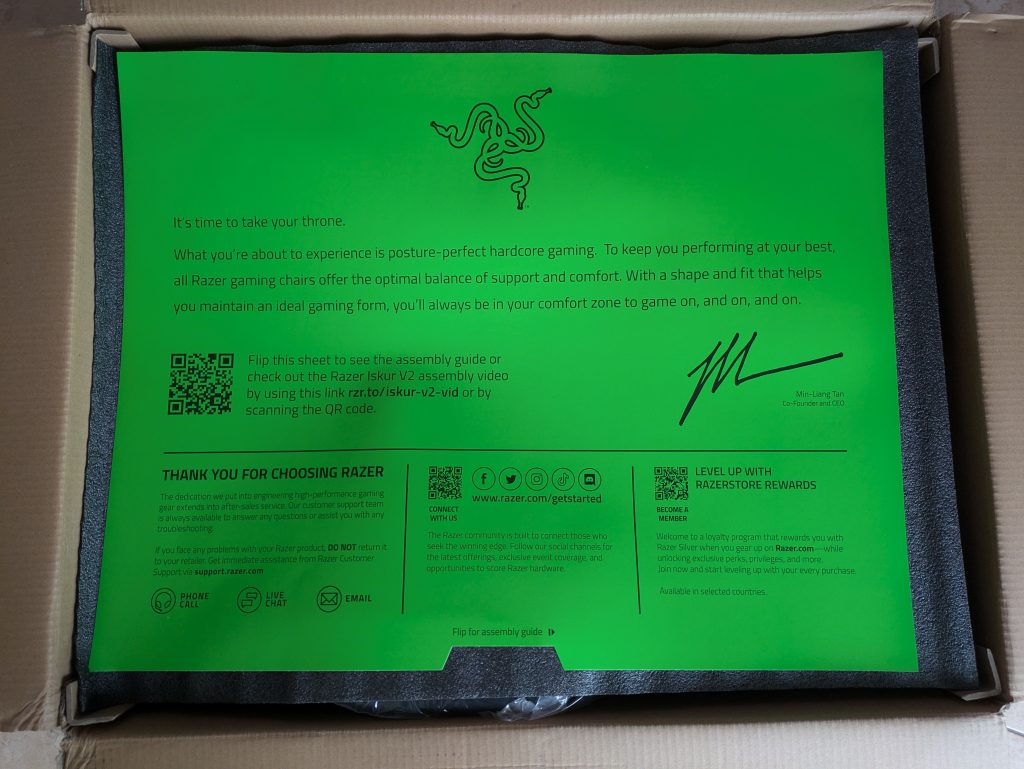 It's time to take your throne.
What you're about to experience is posture-perfect hardcore gaming. To keep you performing at your best,
all Razer gaming chairs offer the optimal balance of support and comfort. With a shape and fit that helps
you maintain an ideal gaming form, you'll always be in your comfort zone to game on, and on, and on.
Flip this sheet to see the assembly guide or
check out the Razer Iskur V2 assembly video
by using this link rzr.to/iskur-v2-vid or by
scanning the QR code.
Min-Liang Tan
Co-Founder and CEO
THANK YOU FOR CHOOSING RAZER
The dedication we put into engineering high-performance gaming
gear extends into after-sales service. Our customer support team
is always available to answer any questions or assist you with any
troubleshooting.
If you face any problems with your Razer product, DO NOT return it
to your retailer. Get immediate assistance from Razer Customer
Support via support.razer.com
PHONE
CALL
LIVE
CHAT
EMAIL
www.razer.com/getstarted
CONNECT
WITH US
The Razer community is built to connect those who
seek the winning edge. Follow our social channels for
the latest offerings, exclusive event coverage, and
opportunities to score Razer hardware.
LEVEL UP WITH
RAZERSTORE REWARDS
BECOME A
MEMBER
Welcome to a loyalty program that rewards you with
Razer Silver when you gear up on Razer.com—while
unlocking exclusive perks, privileges, and more.
Join now and start leveling up with your every purchase.
Available in selected countries.
Flip for assembly guide